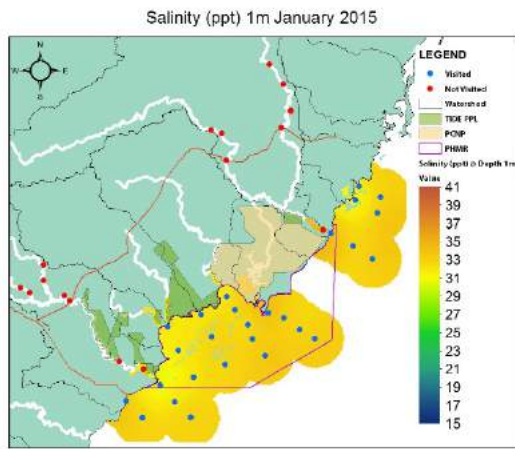 Salinity (ppt) 1m January 2015
N
W E
S
LEGEND
Visited
Not Visited
Watershed
TIDE PPL
PCNP
PHMR
Salinity (ppt) @ Depth 1m
Value
41
39
37
35
33
31
29
27
25
23
21
19
17
15